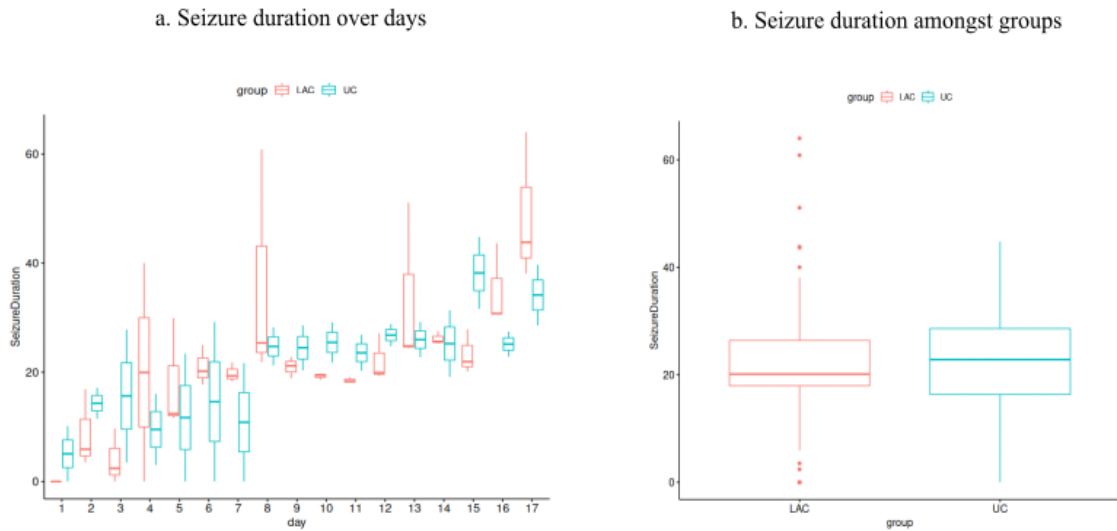 a. Seizure duration over days
b. Seizure duration amongst groups
group LAC UC
SeizureDuration
60
40
20
0
1 2 3 4 5 6 7 8 9 10 11 12 13 14 15 16 17
day
group LAC UC
SeizureDuration
60
40
20
0
LAC UC
group